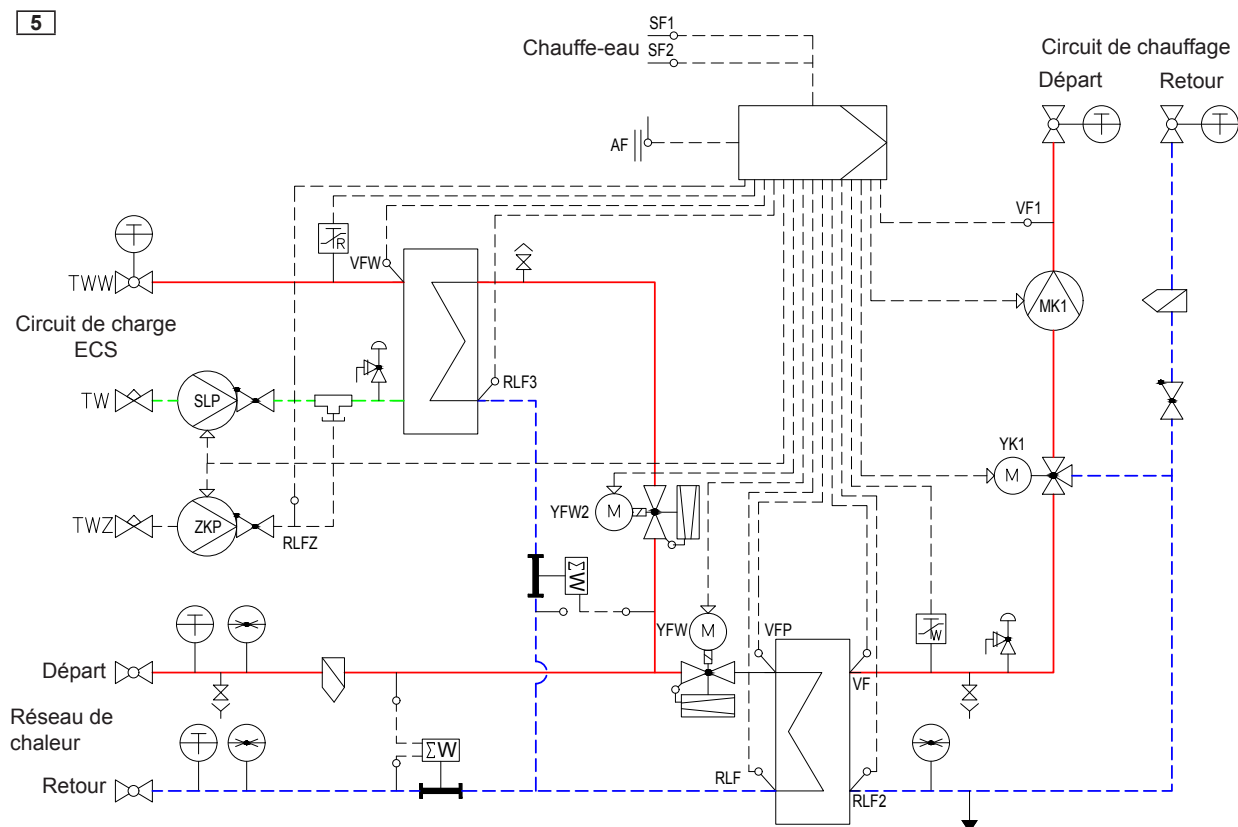 5
SF1
Chauffe-eau
SF2
Circuit de chauffage
Départ
Retour
T
T
AF
VF1
T
R
VFW
TWW
MK1
Circuit de charge
ECS
RLF3
TW
SLP
YK1
M
YFW2
M
TWZ
ZKP
RLFZ
ΣW
YFW
M
VFP
W
T
Départ
VF
Réseau de
chaleur
T
ΣW
Retour
RLF
RLF2